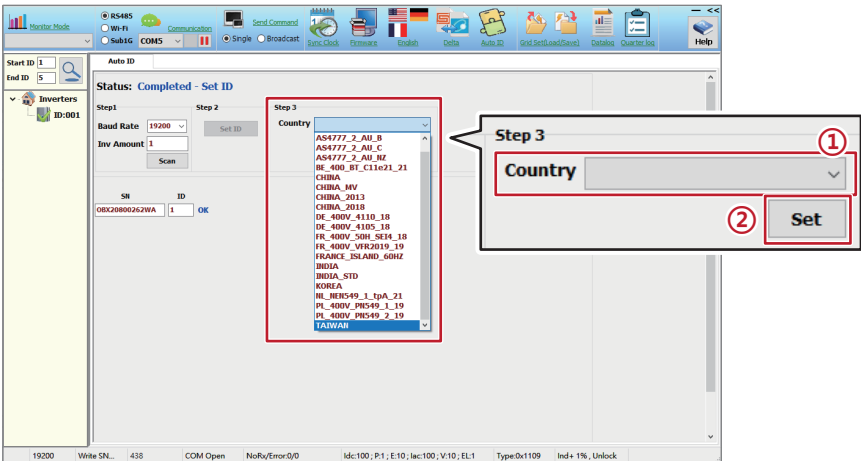 Monitor Mode
RS485
Wi-Fi
Sub1G
Communication
COM5
Send Command
Single
Broadcast
Sync Clock
Firmware
English
Delta
Auto ID
Grid Set(Load/Save)
Datalog
Quarter log
— <<
Help
Start ID 1
End ID 5
Inverters
ID:001
Auto ID
Status: Completed - Set ID
Step1
Baud Rate 19200
Inv Amount 1
Scan
Step 2
Set ID
Step 3
Country
AS4777_2_AU_B
AS4777_2_AU_C
AS4777_2_AU_NZ
BE_400_BT_C11e21_21
CHINA
CHINA_MV
CHINA_2013
CHINA_2018
DE_400V_4110_18
DE_400V_4105_18
FR_400V_50H_SEI4_18
FR_400V_VFR2019_19
FRANCE_ISLAND_60HZ
INDIA
INDIA_STD
KOREA
NL_NEN549_1_tpA_21
PL_400V_PN549_1_19
PL_400V_PN549_2_19
TAIWAN
SN ID
OBX20800262WA 1 OK
Step 3
①
Country
②
Set
19200 Write SN... 438 COM Open NoRx/Error:0/0 Idc:100 ; P:1 ; E:10 ; Iac:100 ; V:10 ; EL:1 Type:0x1109 Ind+ 1% , Unlock